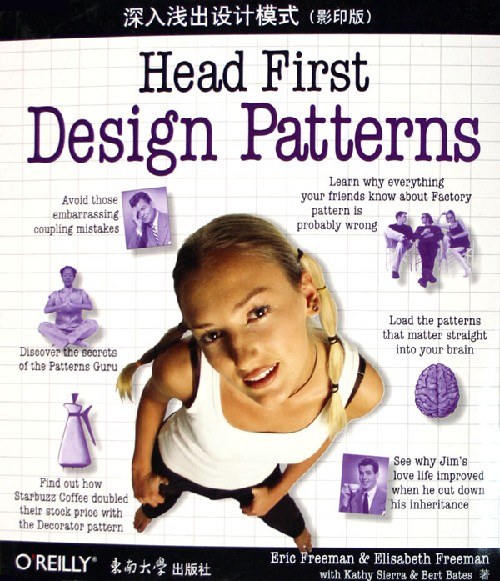 深入浅出设计模式（影印版）
Head First
Design Patterns
Avoid those
embarrassing
coupling mistakes
Learn why everything
your friends know about Factory
pattern is
probably wrong
Discover the secrets
of the Patterns Guru
Load the patterns
that matter straight
into your brain
Find out how
Starbuzz Coffee doubled
their stock price with
the Decorator pattern
See why Jim's
love life improved
when he cut down
his inheritance
O'REILLY®
東南大學出版社
Eric Freeman & Elisabeth Freeman
with Kathy Sierra & Bert Bates 著